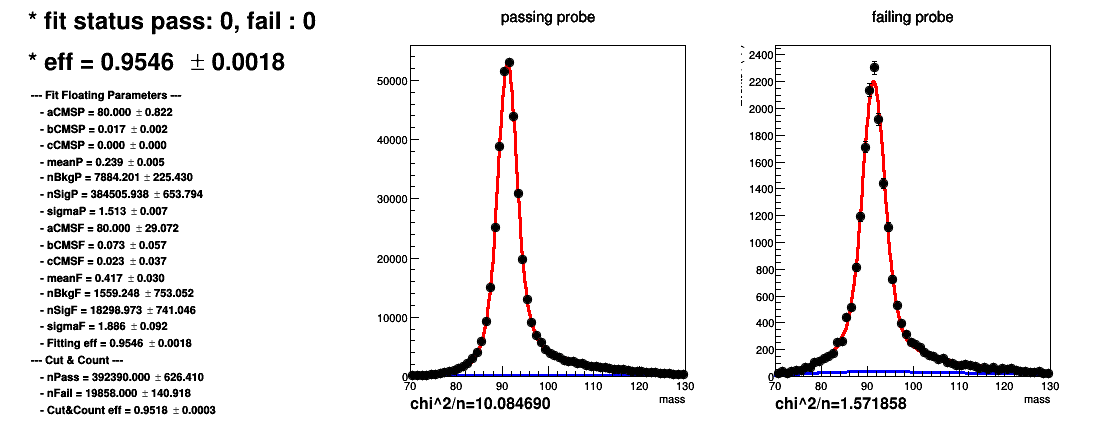 * fit status pass: 0, fail : 0
* eff = 0.9546 ± 0.0018
--- Fit Floating Parameters ---
- aCMSP = 80.000 ± 0.822
- bCMSP = 0.017 ± 0.002
- cCMSP = 0.000 ± 0.000
- meanP = 0.239 ± 0.005
- nBkgP = 7884.201 ± 225.430
- nSigP = 384505.938 ± 653.794
- sigmaP = 1.513 ± 0.007
- aCMSF = 80.000 ± 29.072
- bCMSF = 0.073 ± 0.057
- cCMSF = 0.023 ± 0.037
- meanF = 0.417 ± 0.030
- nBkgF = 1559.248 ± 753.052
- nSigF = 18298.973 ± 741.046
- sigmaF = 1.886 ± 0.092
- Fitting eff = 0.9546 ± 0.0018
--- Cut & Count ---
- nPass = 392390.000 ± 626.410
- nFail = 19858.000 ± 140.918
- Cut&Count eff = 0.9518 ± 0.0003
passing probe
50000
40000
30000
20000
10000
0
70 80 90 100 110 120 130
mass
chi^2/n=10.084690
failing probe
2400
2200
2000
1800
1600
1400
1200
1000
800
600
400
200
0
70 80 90 100 110 120 130
mass
chi^2/n=1.571858